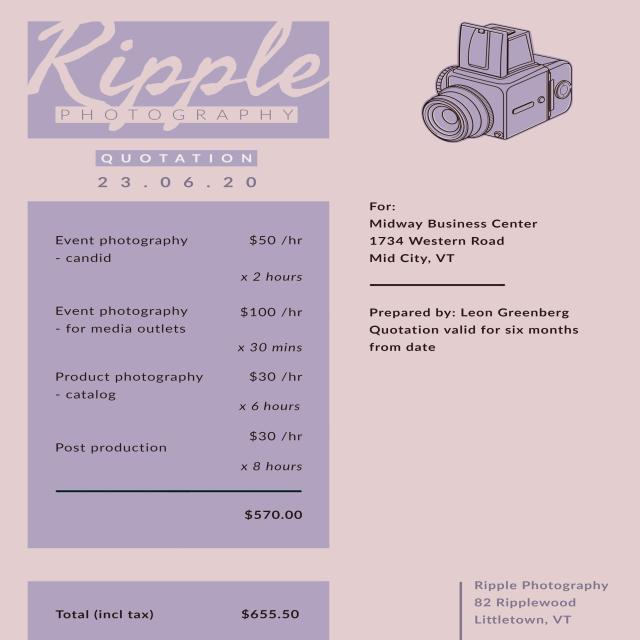 Ripple
PHOTOGRAPHY
QUOTATION
23.06.20
Event photography $50 /hr
- candid
x 2 hours
Event photography $100 /hr
- for media outlets
x 30 mins
Product photography $30 /hr
- catalog
x 6 hours
$30 /hr
Post production
x 8 hours
$570.00
Total (incl tax) $655.50
For:
Midway Business Center
1734 Western Road
Mid City, VT
Prepared by: Leon Greenberg
Quotation valid for six months
from date
Ripple Photography
82 Ripplewood
Littletown, VT